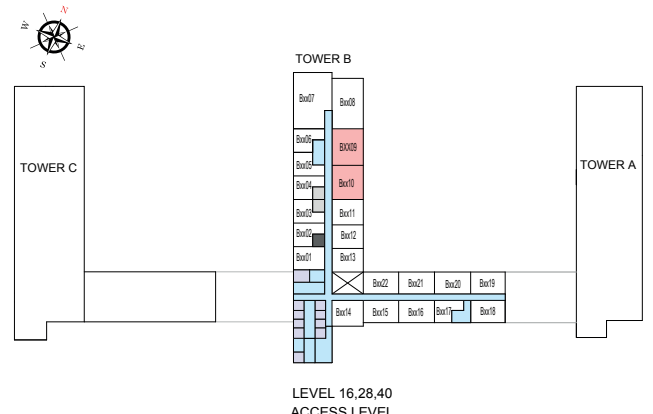 N
W
E
S
TOWER B
Bxx07
Bxx08
Bxx06
BXX09
Bxx05
TOWER C
TOWER A
Bxx04
Bxx10
Bxx03
Bxx11
Bxx02
Bxx12
Bxx01
Bxx13
Bxx22
Bxx21
Bxx20
Bxx19
Bxx14
Bxx15
Bxx16
Bxx17
Bxx18
LEVEL 16,28,40
ACCESS LEVEL